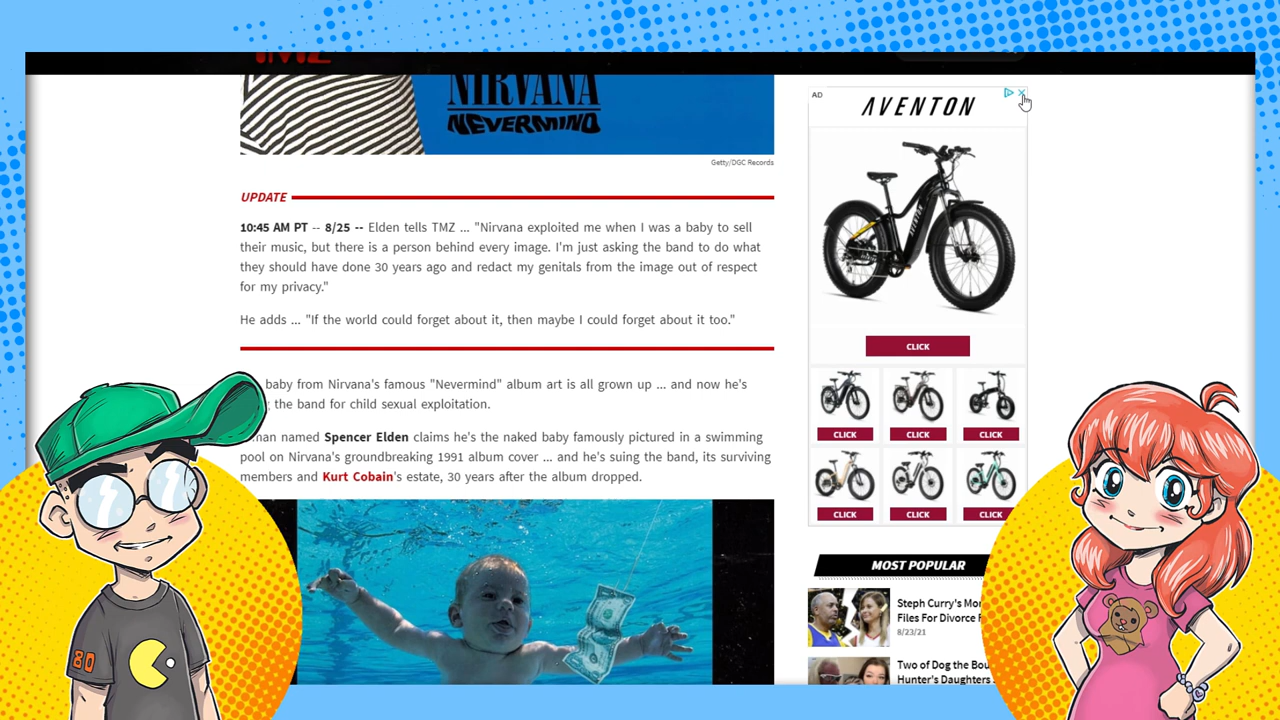 TMZ
NIRVANA
NEVERMIND
Getty/DGC Records
UPDATE
10:45 AM PT -- 8/25 -- Elden tells TMZ ... "Nirvana exploited me when I was a baby to sell
their music, but there is a person behind every image. I'm just asking the band to do what
they should have done 30 years ago and redact my genitals from the image out of respect
for my privacy."
He adds ... "If the world could forget about it, then maybe I could forget about it too."
baby from Nirvana's famous "Nevermind" album art is all grown up ... and now he's
the band for child sexual exploitation.
named Spencer Elden claims he's the naked baby famously pictured in a swimming
pool on Nirvana's groundbreaking 1991 album cover ... and he's suing the band, its surviving
members and Kurt Cobain's estate, 30 years after the album dropped.
AD
AVENTON
CLICK
CLICK CLICK CLICK
CLICK CLICK CLICK
MOST POPULAR
Steph Curry's
Files For Divorce
8/23/21
Two of Dog the
Hunter's Daughters
80